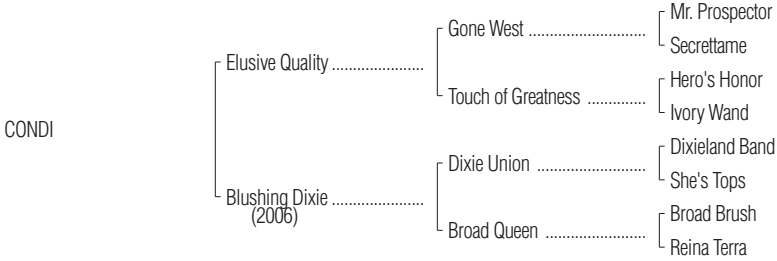 Mr. Prospector
Gone West ............................
Secrettame
Elusive Quality ......................
Hero's Honor
Touch of Greatness ..............
Ivory Wand
CONDI
Dixieland Band
Dixie Union ..........................
She's Tops
Blushing Dixie ......................
(2006)
Broad Brush
Broad Queen ........................
Reina Terra